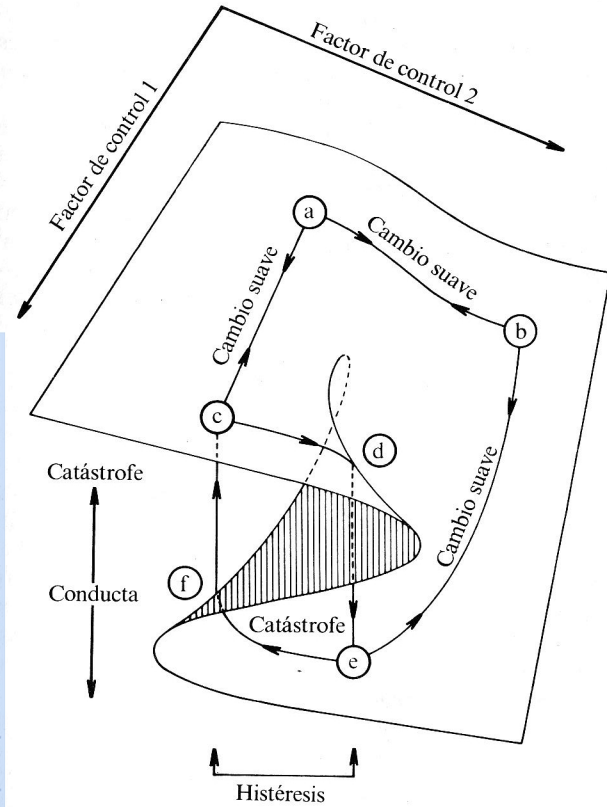 Factor de control 2
Factor de control 1
a
Cambio suave
Cambio suave
b
c
d
Cambio suave
Catástrofe
f
Conducta
Catástrofe
e
Histéresis